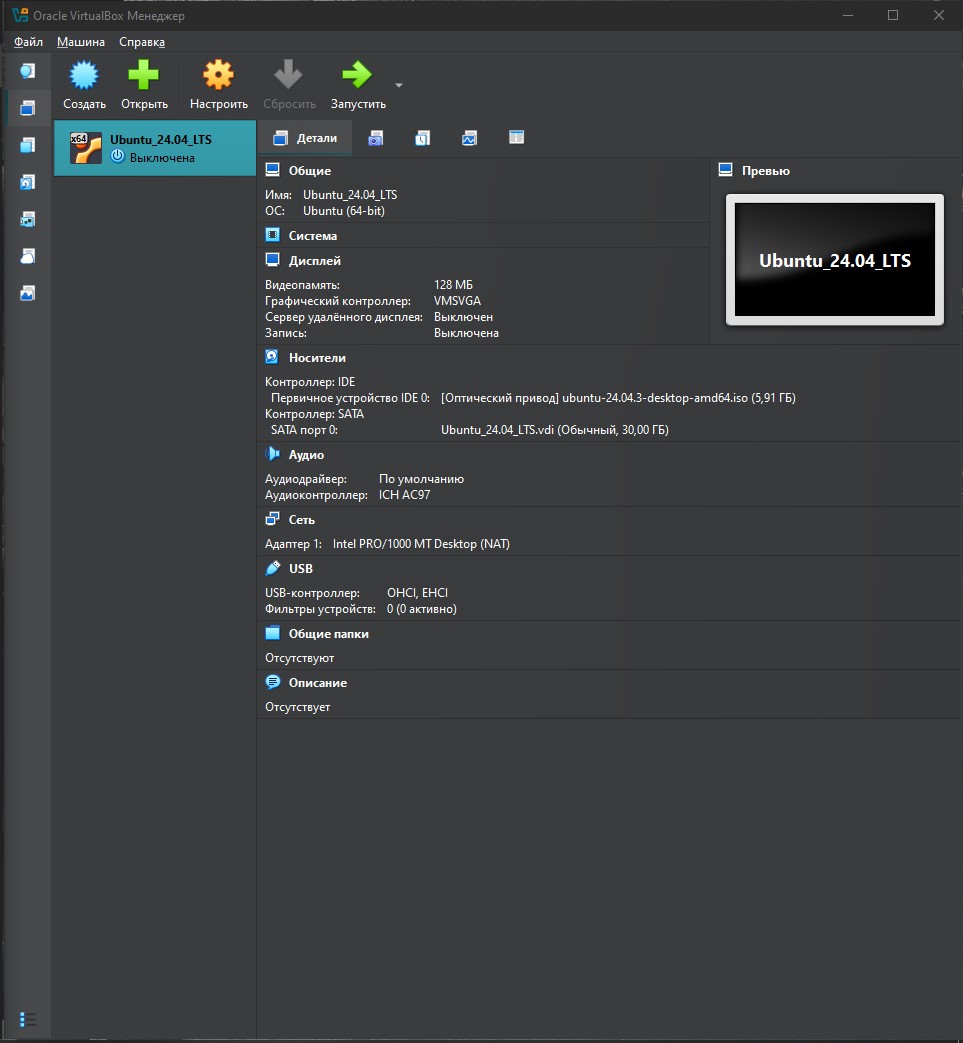 Oracle VirtualBox Менеджер
Файл Машина Справка
Создать Открыть Настроить Сбросить Запустить
x64
Ubuntu_24.04_LTS
Выключена
Детали
Общие
Имя: Ubuntu_24.04_LTS
ОС: Ubuntu (64-bit)
Система
Дисплей
Видеопамять: 128 МБ
Графический контроллер: VMSVGA
Сервер удалённого дисплея: Выключен
Запись: Выключена
Превью
Ubuntu_24.04_LTS
Носители
Контроллер: IDE
Первичное устройство IDE 0: [Оптический привод] ubuntu-24.04.3-desktop-amd64.iso (5,91 ГБ)
Контроллер: SATA
SATA порт 0: Ubuntu_24.04_LTS.vdi (Обычный, 30,00 ГБ)
Аудио
Аудиодрайвер: По умолчанию
Аудиоконтроллер: ICH AC97
Сеть
Адаптер 1: Intel PRO/1000 MT Desktop (NAT)
USB
USB-контроллер: OHCI, EHCI
Фильтры устройств: 0 (0 активно)
Общие папки
Отсутствуют
Описание
Отсутствует